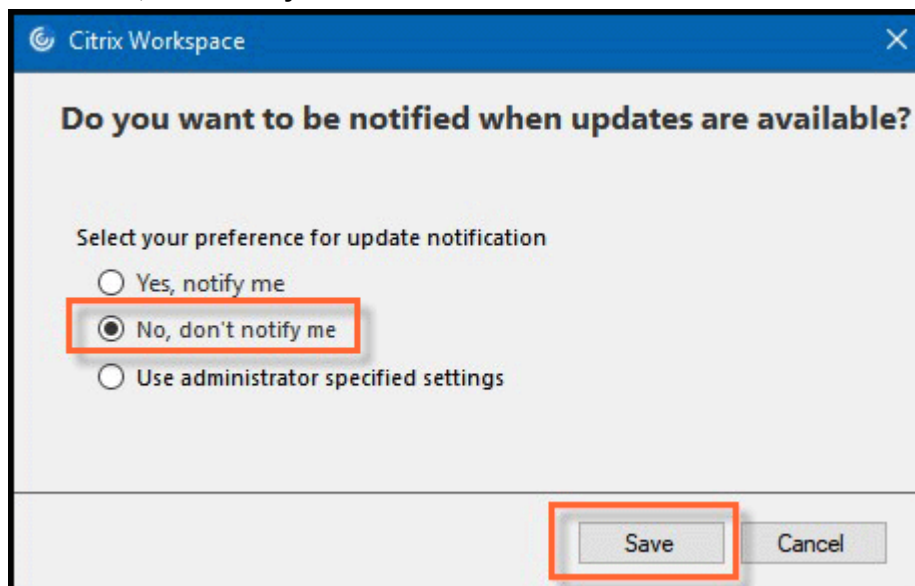 Citrix Workspace
Do you want to be notified when updates are available?
Select your preference for update notification
Yes, notify me
No, don't notify me
Use administrator specified settings
Save Cancel